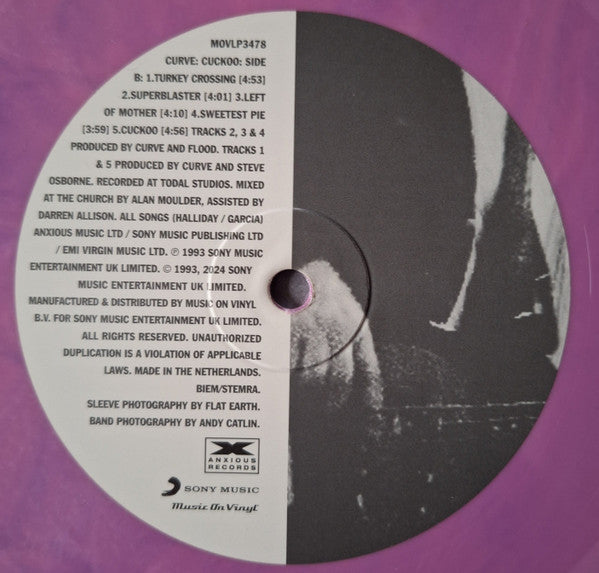 MOVLP3478
CURVE: CUCKOO: SIDE
B: 1.TURKEY CROSSING [4:53]
2.SUPERBLASTER [4:01] 3.LEFT
OF MOTHER [4:10] 4.SWEETEST PIE
[3:59] 5.CUCKOO [4:56] TRACKS 2, 3 & 4
PRODUCED BY CURVE AND FLOOD. TRACKS 1
& 5 PRODUCED BY CURVE AND STEVE
OSBORNE. RECORDED AT TODAL STUDIOS. MIXED
AT THE CHURCH BY ALAN MOULDER, ASSISTED BY
DARREN ALLISON. ALL SONGS (HALLIDAY / GARCIA)
ANXIOUS MUSIC LTD / SONY MUSIC PUBLISHING LTD
/ EMI VIRGIN MUSIC LTD. ℗ 1993 SONY MUSIC
ENTERTAINMENT UK LIMITED. © 1993, 2024 SONY
MUSIC ENTERTAINMENT UK LIMITED.
MANUFACTURED & DISTRIBUTED BY MUSIC ON VINYL
B.V. FOR SONY MUSIC ENTERTAINMENT UK LIMITED.
ALL RIGHTS RESERVED. UNAUTHORIZED
DUPLICATION IS A VIOLATION OF APPLICABLE
LAWS. MADE IN THE NETHERLANDS.
BIEM/STEMRA.
SLEEVE PHOTOGRAPHY BY FLAT EARTH.
BAND PHOTOGRAPHY BY ANDY CATLIN.
ANXIOUS
RECORDS
SONY MUSIC
Music On Vinyl